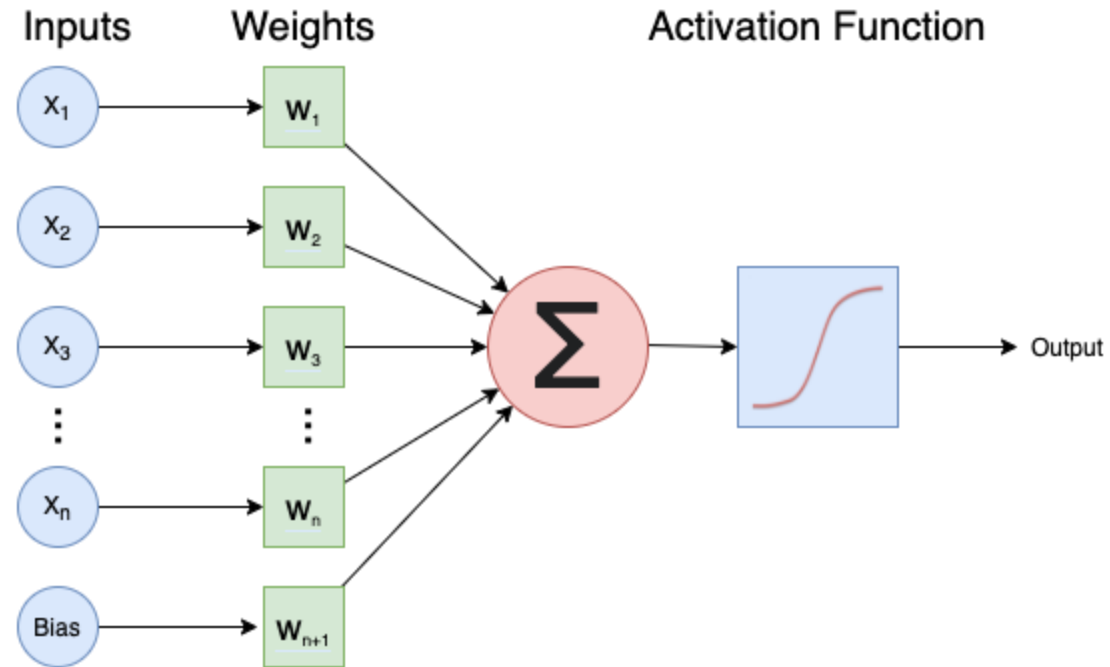 Inputs Weights Activation Function
X₁ W₁
X₂ W₂
X₃ W₃
Σ
Output
⋮ ⋮
Xₙ Wₙ
Bias Wₙ₊₁